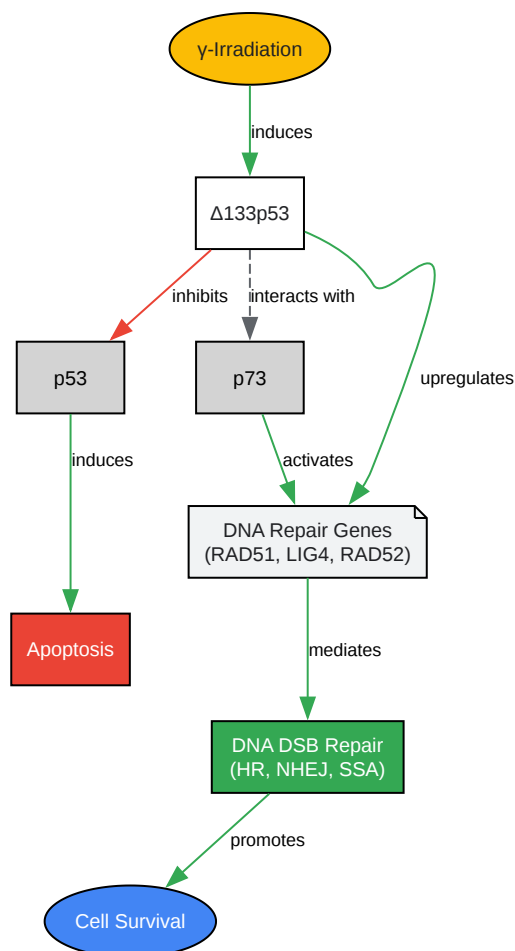 γ-Irradiation
induces
Δ133p53
inhibits
interacts with
p53
p73
upregulates
induces
activates
DNA Repair Genes
(RAD51, LIG4, RAD52)
Apoptosis
mediates
DNA DSB Repair
(HR, NHEJ, SSA)
promotes
Cell Survival